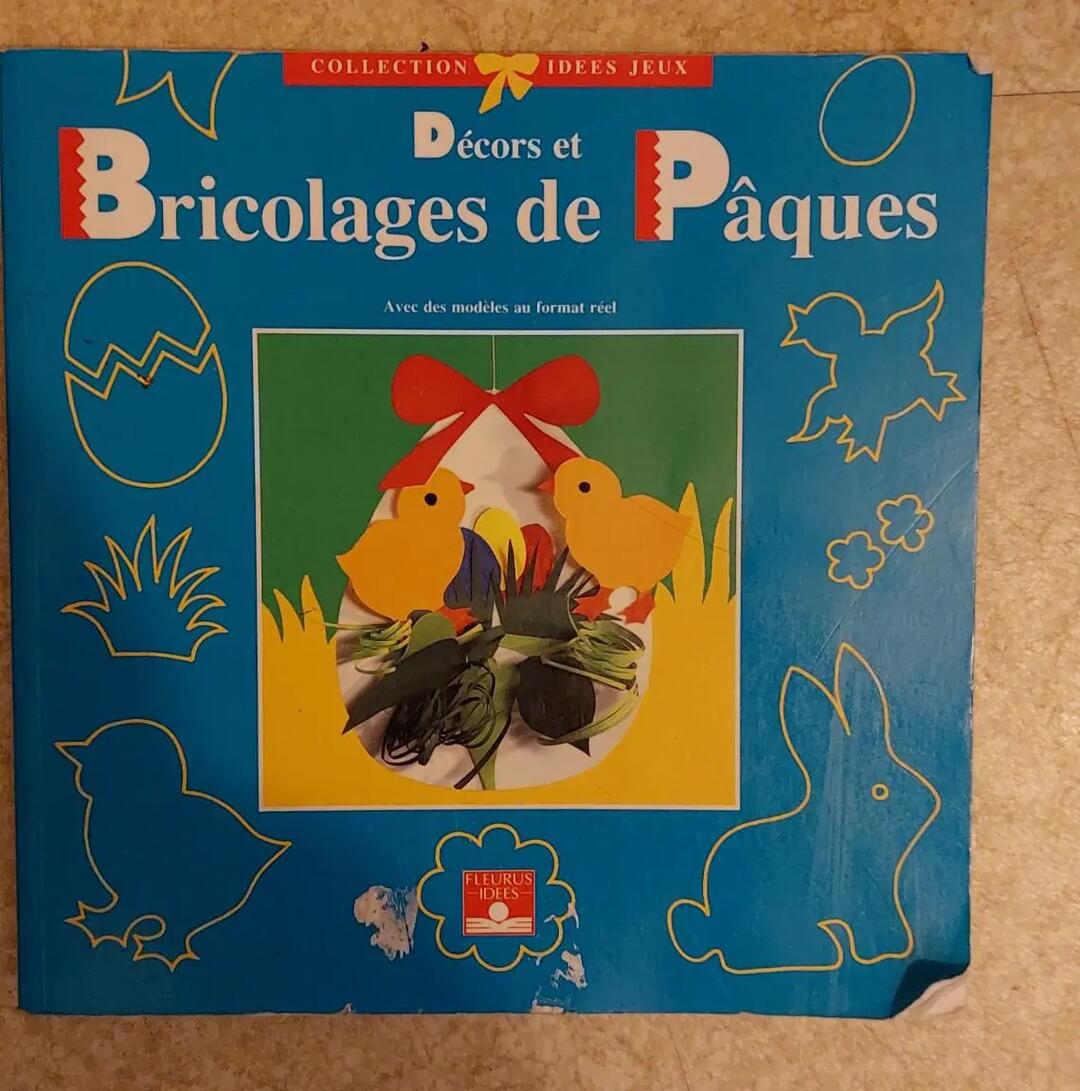 COLLECTION IDEES JEUX
Décors et
Bricolages de Pâques
Avec des modèles au format réel
FLEURUS
IDEES